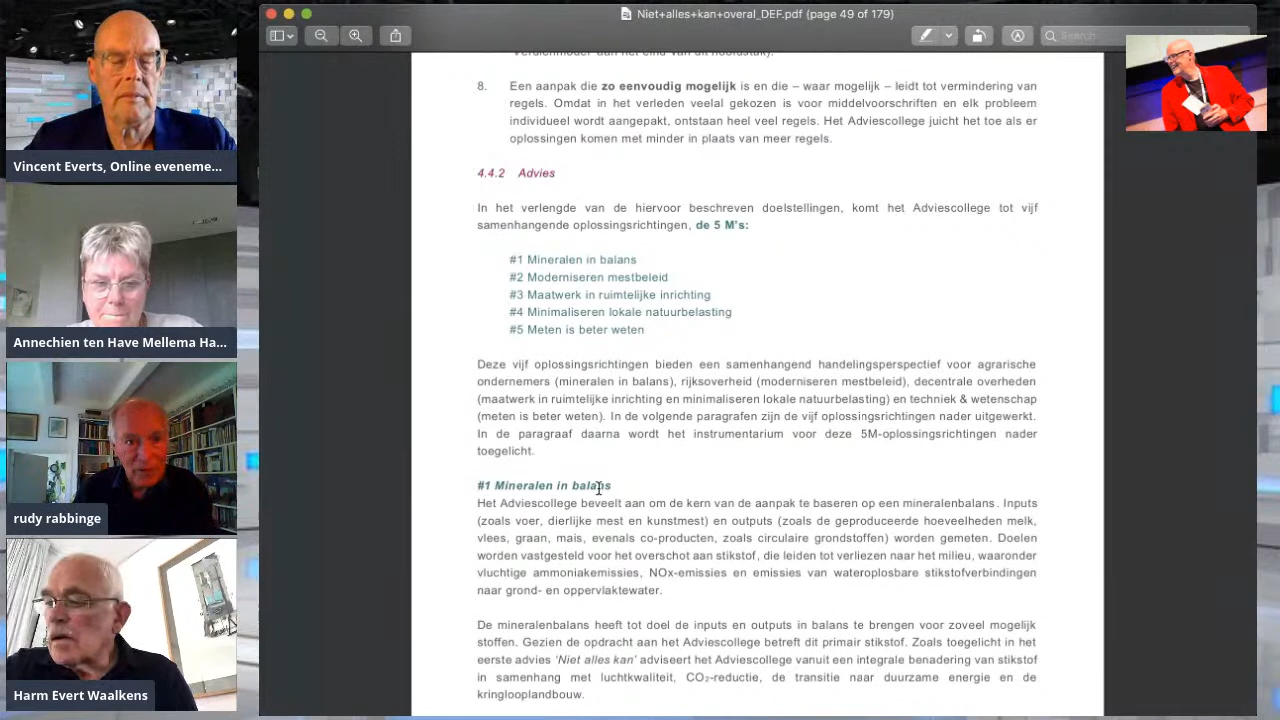 Niet+alles+kan+overal_DEF.pdf (page 49 of 179)
Search
8. Een aanpak die zo eenvoudig mogelijk is en die – waar mogelijk – leidt tot vermindering van
regels. Omdat in het verleden veelal gekozen is voor middelvoorschriften en elk probleem
individueel wordt aangepakt, ontstaan heel veel regels. Het Adviescollege juicht het toe als er
oplossingen komen met minder in plaats van meer regels.
4.4.2 Advies
In het verlengde van de hiervoor beschreven doelstellingen, komt het Adviescollege tot vijf
samenhangende oplossingsrichtingen, de 5 M's:
#1 Mineralen in balans
#2 Moderniseren mestbeleid
#3 Maatwerk in ruimtelijke inrichting
#4 Minimaliseren lokale natuurbelasting
#5 Meten is beter weten
Deze vijf oplossingsrichtingen bieden een samenhangend handelingsperspectief voor agrarische
ondernemers (mineralen in balans), rijksoverheid (moderniseren mestbeleid), decentrale overheden
(maatwerk in ruimtelijke inrichting en minimaliseren lokale natuurbelasting) en techniek & wetenschap
(meten is beter weten). In de volgende paragrafen zijn de vijf oplossingsrichtingen nader uitgewerkt.
In de paragraaf daarna wordt het instrumentarium voor deze 5M-oplossingsrichtingen nader
toegelicht.
#1 Mineralen in balans
Het Adviescollege beveelt aan om de kern van de aanpak te baseren op een mineralenbalans. Inputs
(zoals voer, dierlijke mest en kunstmest) en outputs (zoals de geproduceerde hoeveelheden melk,
vlees, graan, mais, evenals co-producten, zoals circulaire grondstoffen) worden gemeten. Doelen
worden vastgesteld voor het overschot aan stikstof, die leiden tot verliezen naar het milieu, waaronder
vluchtige ammoniakemissies, NOx-emissies en emissies van wateroplosbare stikstofverbindingen
naar grond- en oppervlaktewater.
De mineralenbalans heeft tot doel de inputs en outputs in balans te brengen voor zoveel mogelijk
stoffen. Gezien de opdracht aan het Adviescollege betreft dit primair stikstof. Zoals toegelicht in het
eerste advies 'Niet alles kan' adviseert het Adviescollege vanuit een integrale benadering van stikstof
in samenhang met luchtkwaliteit, CO₂-reductie, de transitie naar duurzame energie en de
kringlooplandbouw.
Vincent Everts, Online eveneme...
Annechien ten Have Mellema Ha...
rudy rabbinge
Harm Evert Waalkens